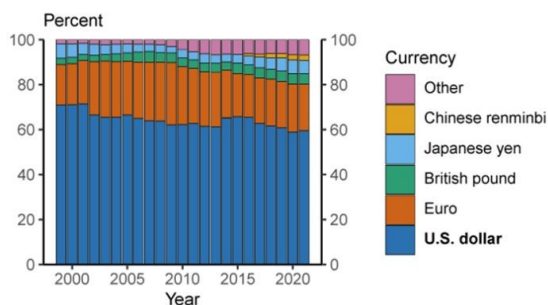 Percent
100
80
60
40
20
0
100
80
60
40
20
0
2000
2005
2010
2015
2020
Year
Currency
Other
Chinese renminbi
Japanese yen
British pound
Euro
U.S. dollar